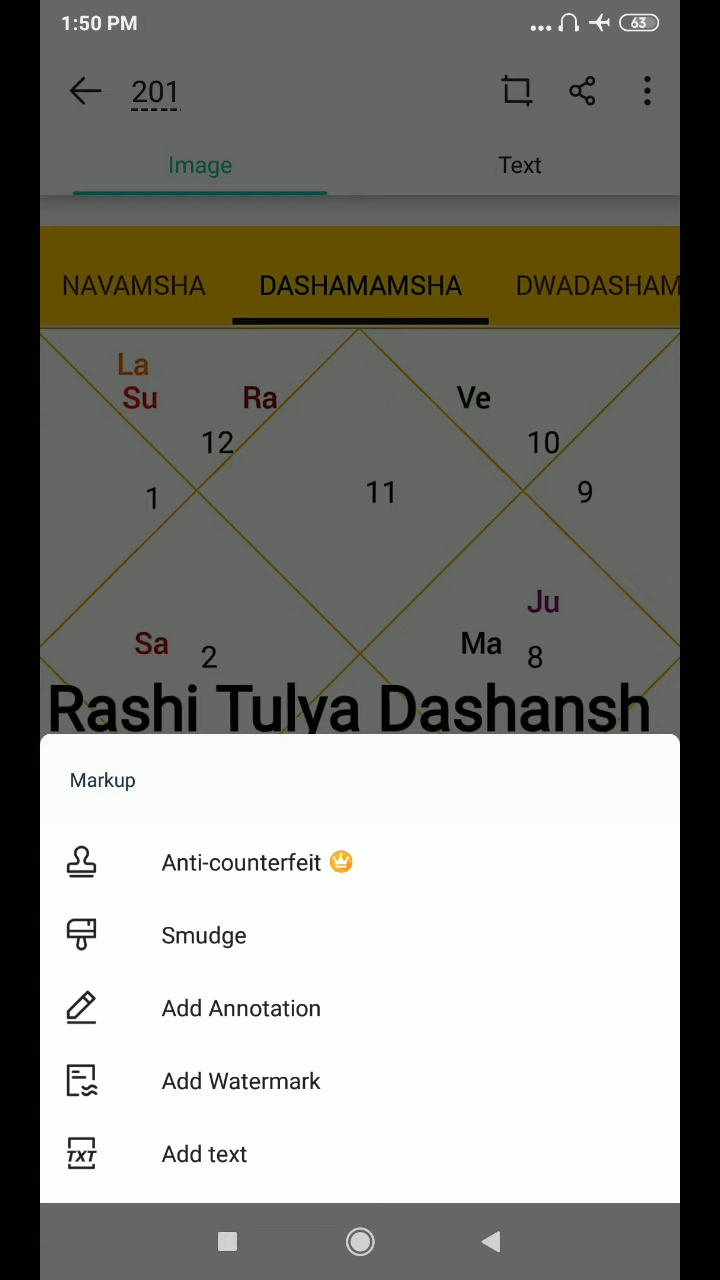 1:50 PM 63
201
Image Text
NAVAMSHA DASHAMAMSHA DWADASHAM
La
Su Ra Ve
12 10
1 11 9
Ju
Sa 2 Ma 8
Rashi Tulya Dashansh
Markup
Anti-counterfeit
Smudge
Add Annotation
Add Watermark
TXT Add text